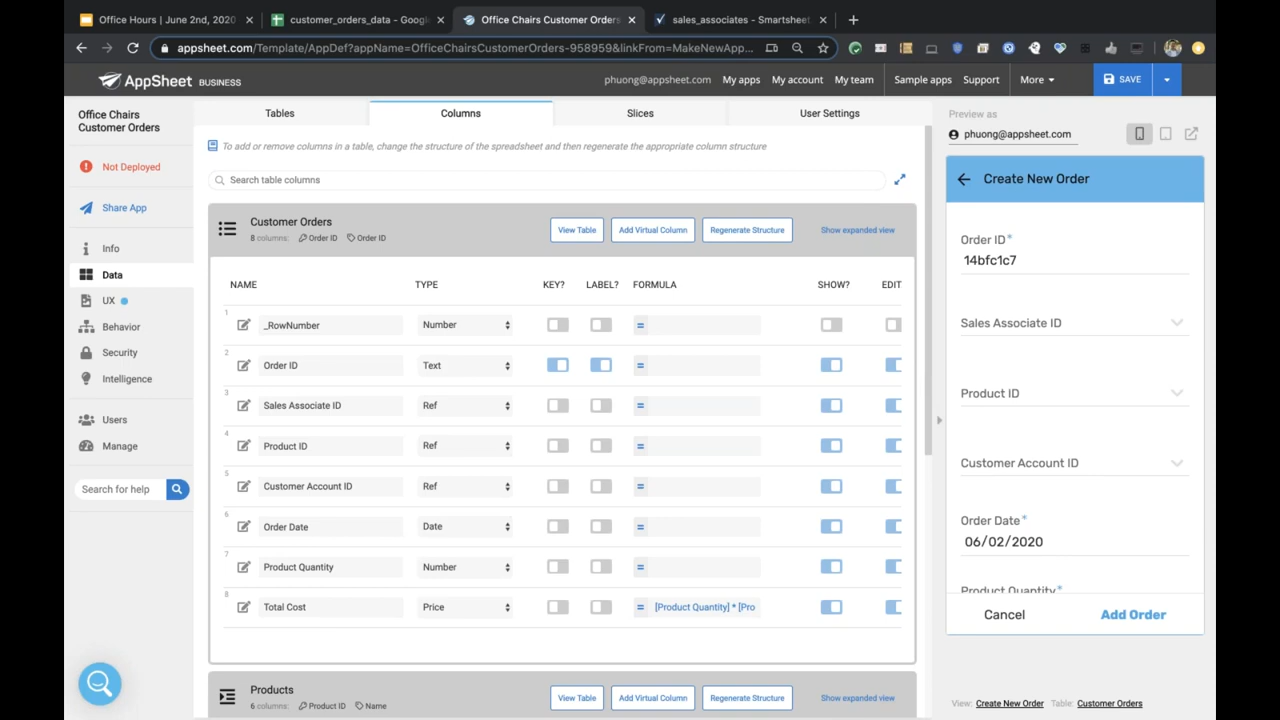 Office Hours | June 2nd, 2020
customer_orders_data - Google
Office Chairs Customer Orders
sales_associates - Smartsheet
appsheet.com/Template/AppDef?appName=OfficeChairsCustomerOrders-958959&linkFrom=MakeNewApp...
AppSheet BUSINESS
phuong@appsheet.com
My apps
My account
My team
Sample apps
Support
More
SAVE
Office Chairs
Customer Orders
Not Deployed
Share App
Info
Data
UX
Behavior
Security
Intelligence
Users
Manage
Search for help
Tables
Columns
Slices
User Settings
To add or remove columns in a table, change the structure of the spreadsheet and then regenerate the appropriate column structure
Search table columns
Customer Orders
8 columns: Order ID Order ID
View Table
Add Virtual Column
Regenerate Structure
Show expanded view
NAME TYPE KEY? LABEL? FORMULA SHOW? EDIT
1 _RowNumber Number =
2 Order ID Text =
3 Sales Associate ID Ref =
4 Product ID Ref =
5 Customer Account ID Ref =
6 Order Date Date =
7 Product Quantity Number =
8 Total Cost Price = [Product Quantity] * [Pro
Products
6 columns: Product ID Name
View Table
Add Virtual Column
Regenerate Structure
Show expanded view
Preview as
phuong@appsheet.com
Create New Order
Order ID*
14bfc1c7
Sales Associate ID
Product ID
Customer Account ID
Order Date*
06/02/2020
Product Quantity*
Cancel
Add Order
View: Create New Order Table: Customer Orders